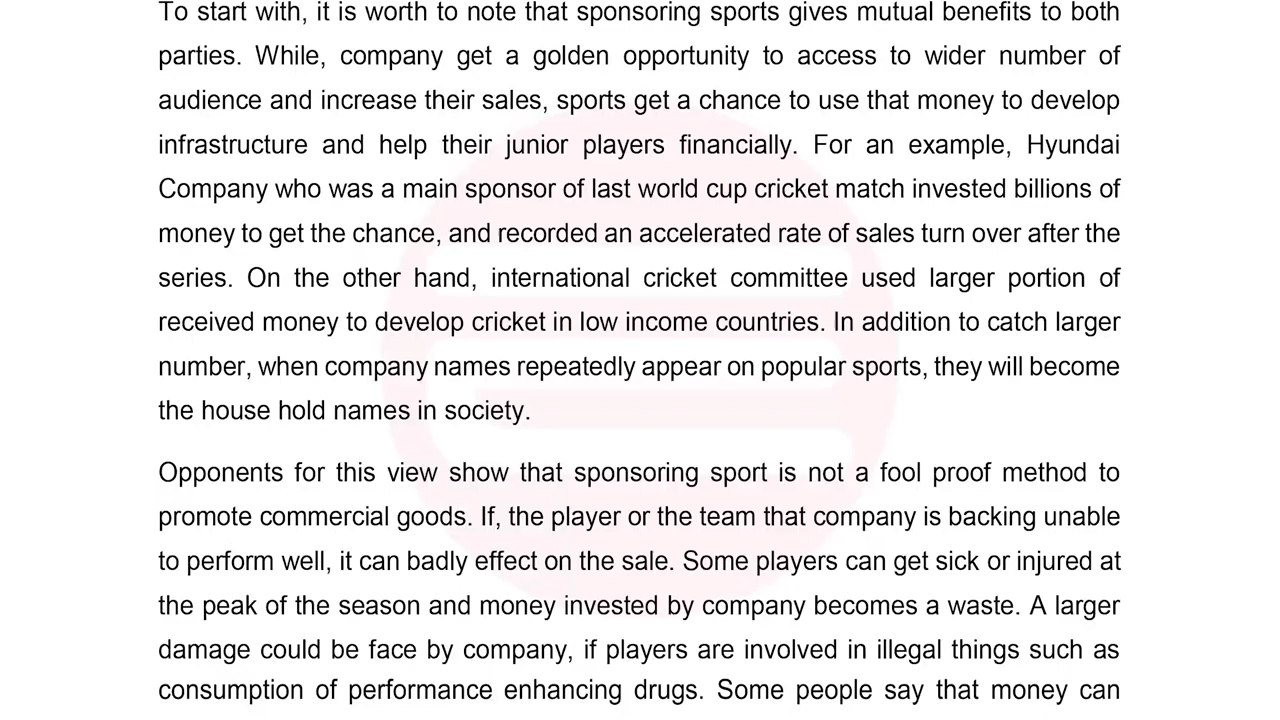 To start with, it is worth to note that sponsoring sports gives mutual benefits to both
parties. While, company get a golden opportunity to access to wider number of
audience and increase their sales, sports get a chance to use that money to develop
infrastructure and help their junior players financially. For an example, Hyundai
Company who was a main sponsor of last world cup cricket match invested billions of
money to get the chance, and recorded an accelerated rate of sales turn over after the
series. On the other hand, international cricket committee used larger portion of
received money to develop cricket in low income countries. In addition to catch larger
number, when company names repeatedly appear on popular sports, they will become
the house hold names in society.
Opponents for this view show that sponsoring sport is not a fool proof method to
promote commercial goods. If, the player or the team that company is backing unable
to perform well, it can badly effect on the sale. Some players can get sick or injured at
the peak of the season and money invested by company becomes a waste. A larger
damage could be face by company, if players are involved in illegal things such as
consumption of performance enhancing drugs. Some people say that money can